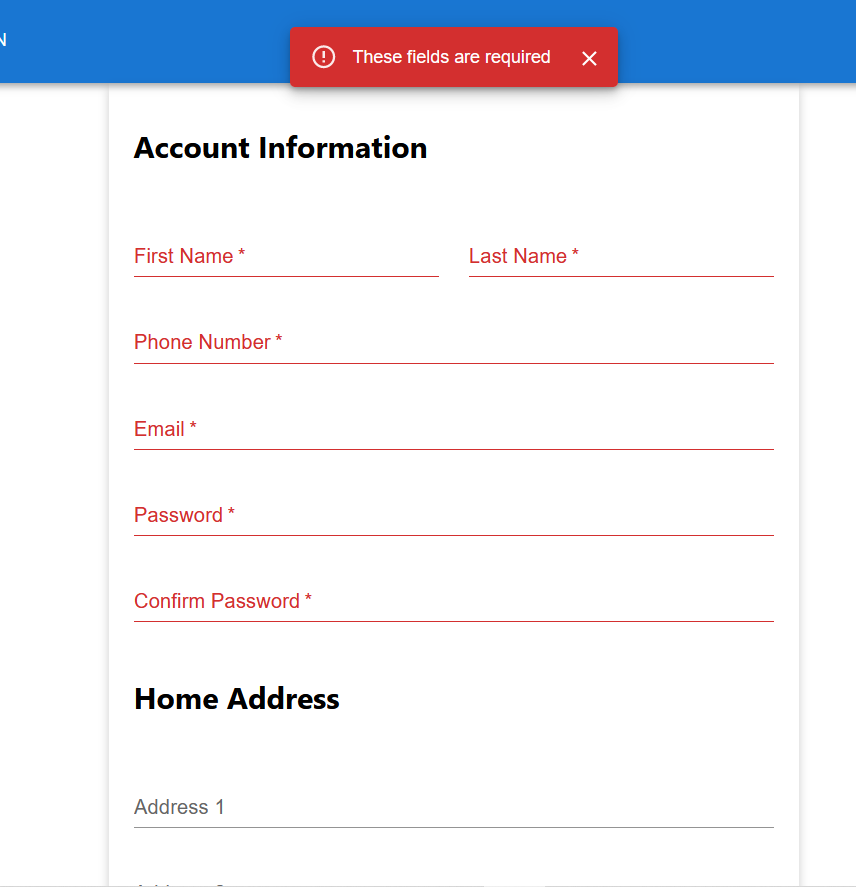 N
These fields are required
Account Information
First Name *
Last Name *
Phone Number *
Email *
Password *
Confirm Password *
Home Address
Address 1